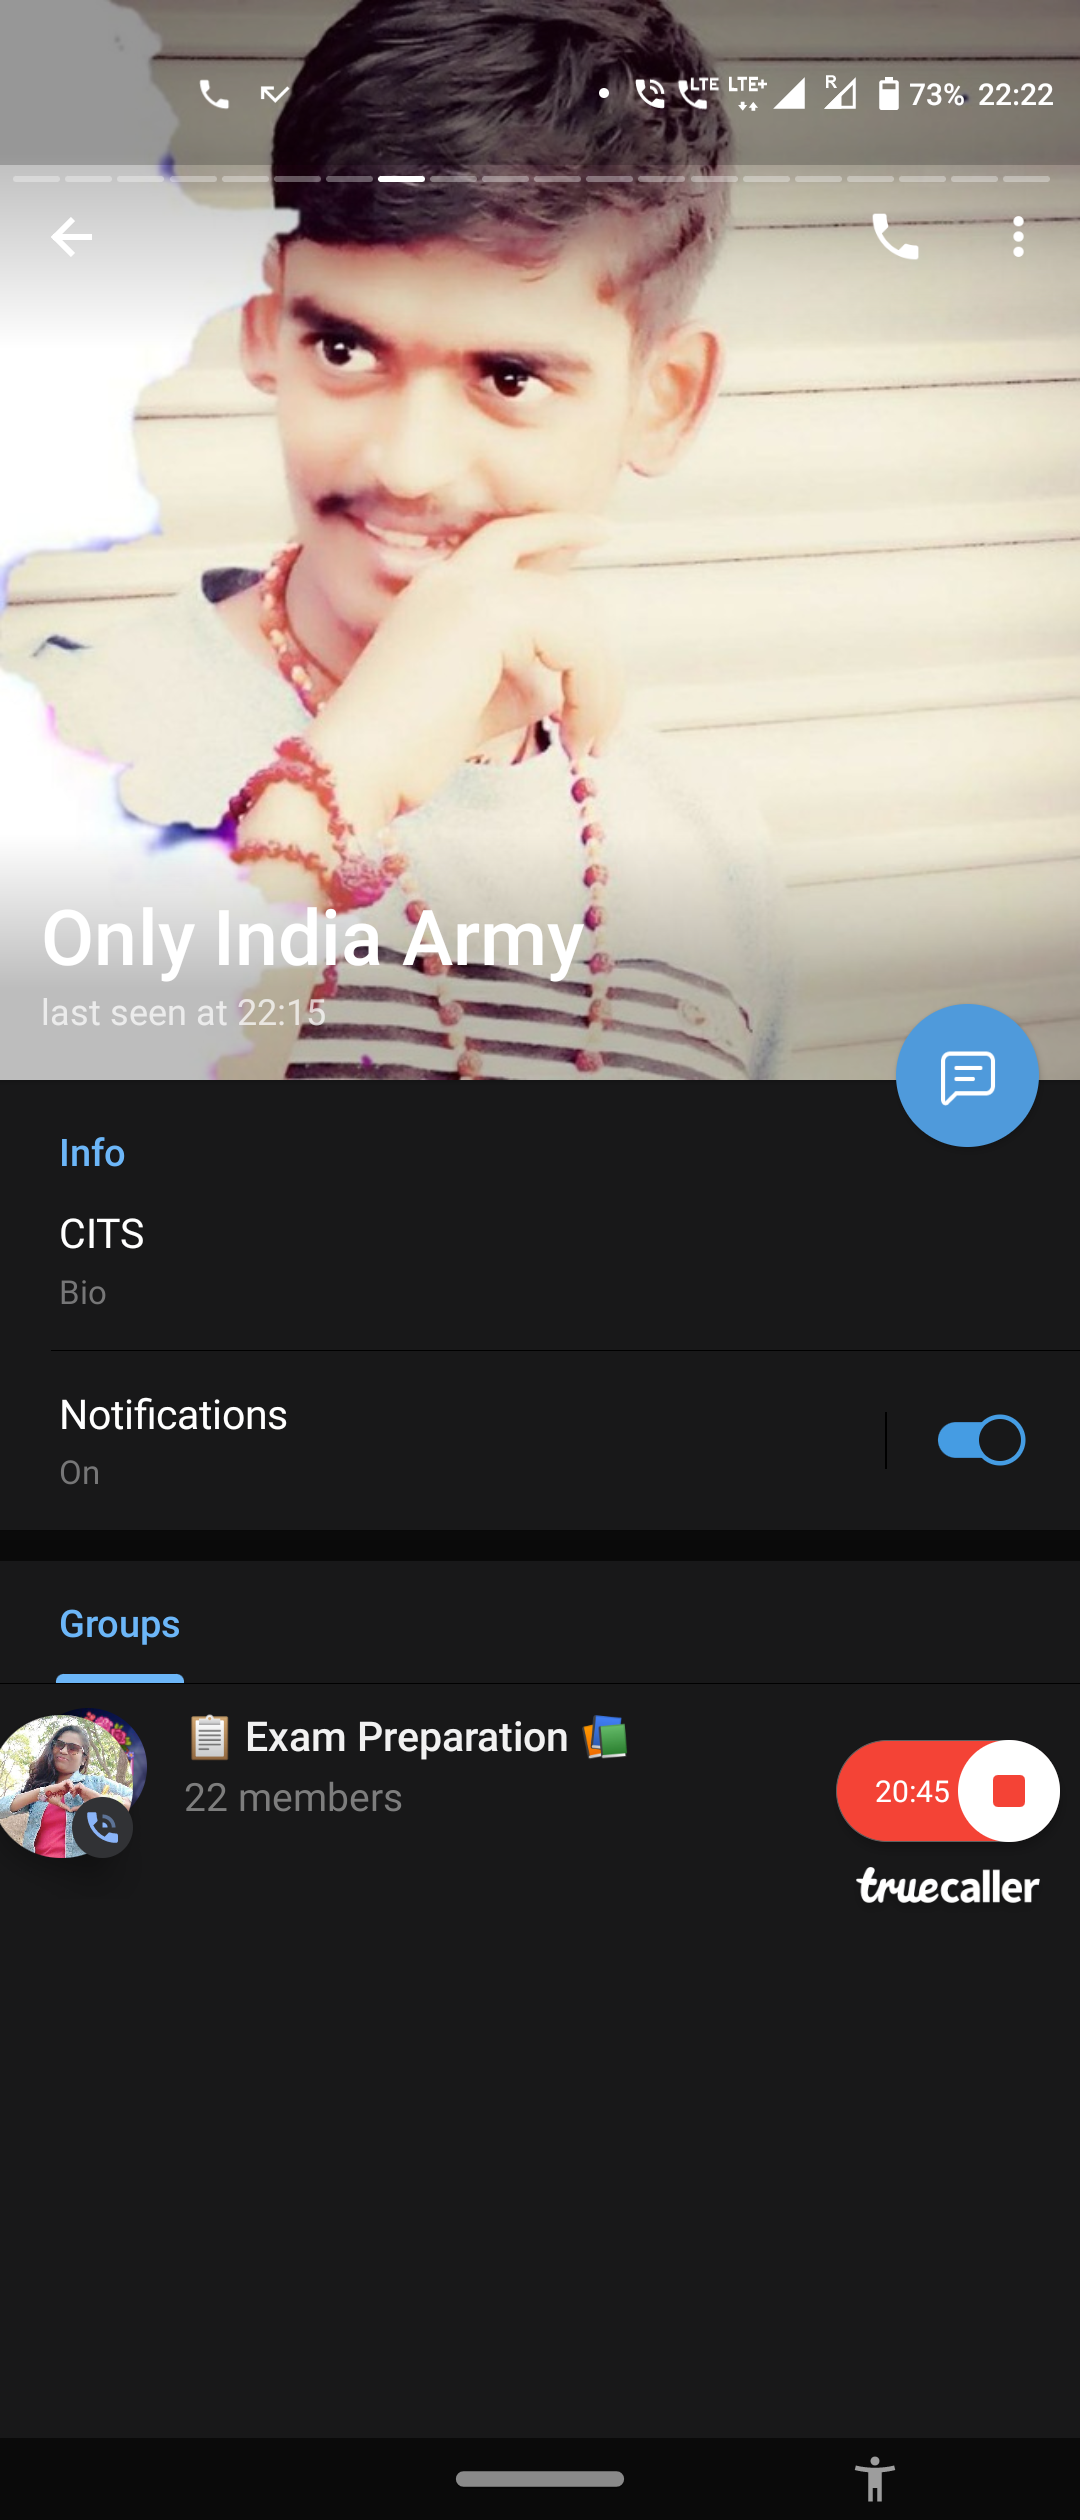 LTE LTE+ R 73% 22:22
Only India Army
last seen at 22:15
Info
CITS
Bio
Notifications
On
Groups
📋 Exam Preparation 📚
22 members
20:45
truecaller